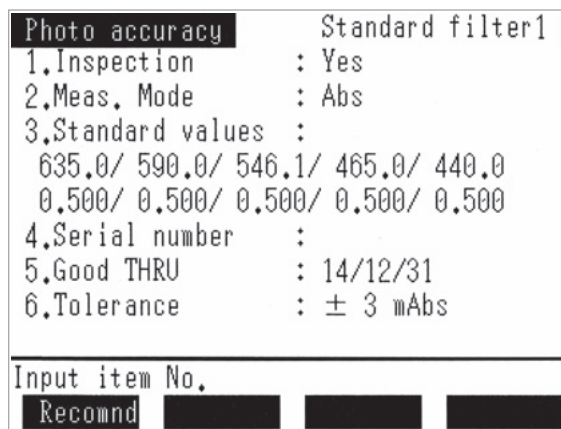 Photo accuracy Standard filter1
1.Inspection : Yes
2.Meas. Mode : Abs
3.Standard values :
635.0/ 590.0/ 546.1/ 465.0/ 440.0
0.500/ 0.500/ 0.500/ 0.500/ 0.500
4.Serial number :
5.Good THRU : 14/12/31
6.Tolerance : ± 3 mAbs
Input item No.
Recomnd